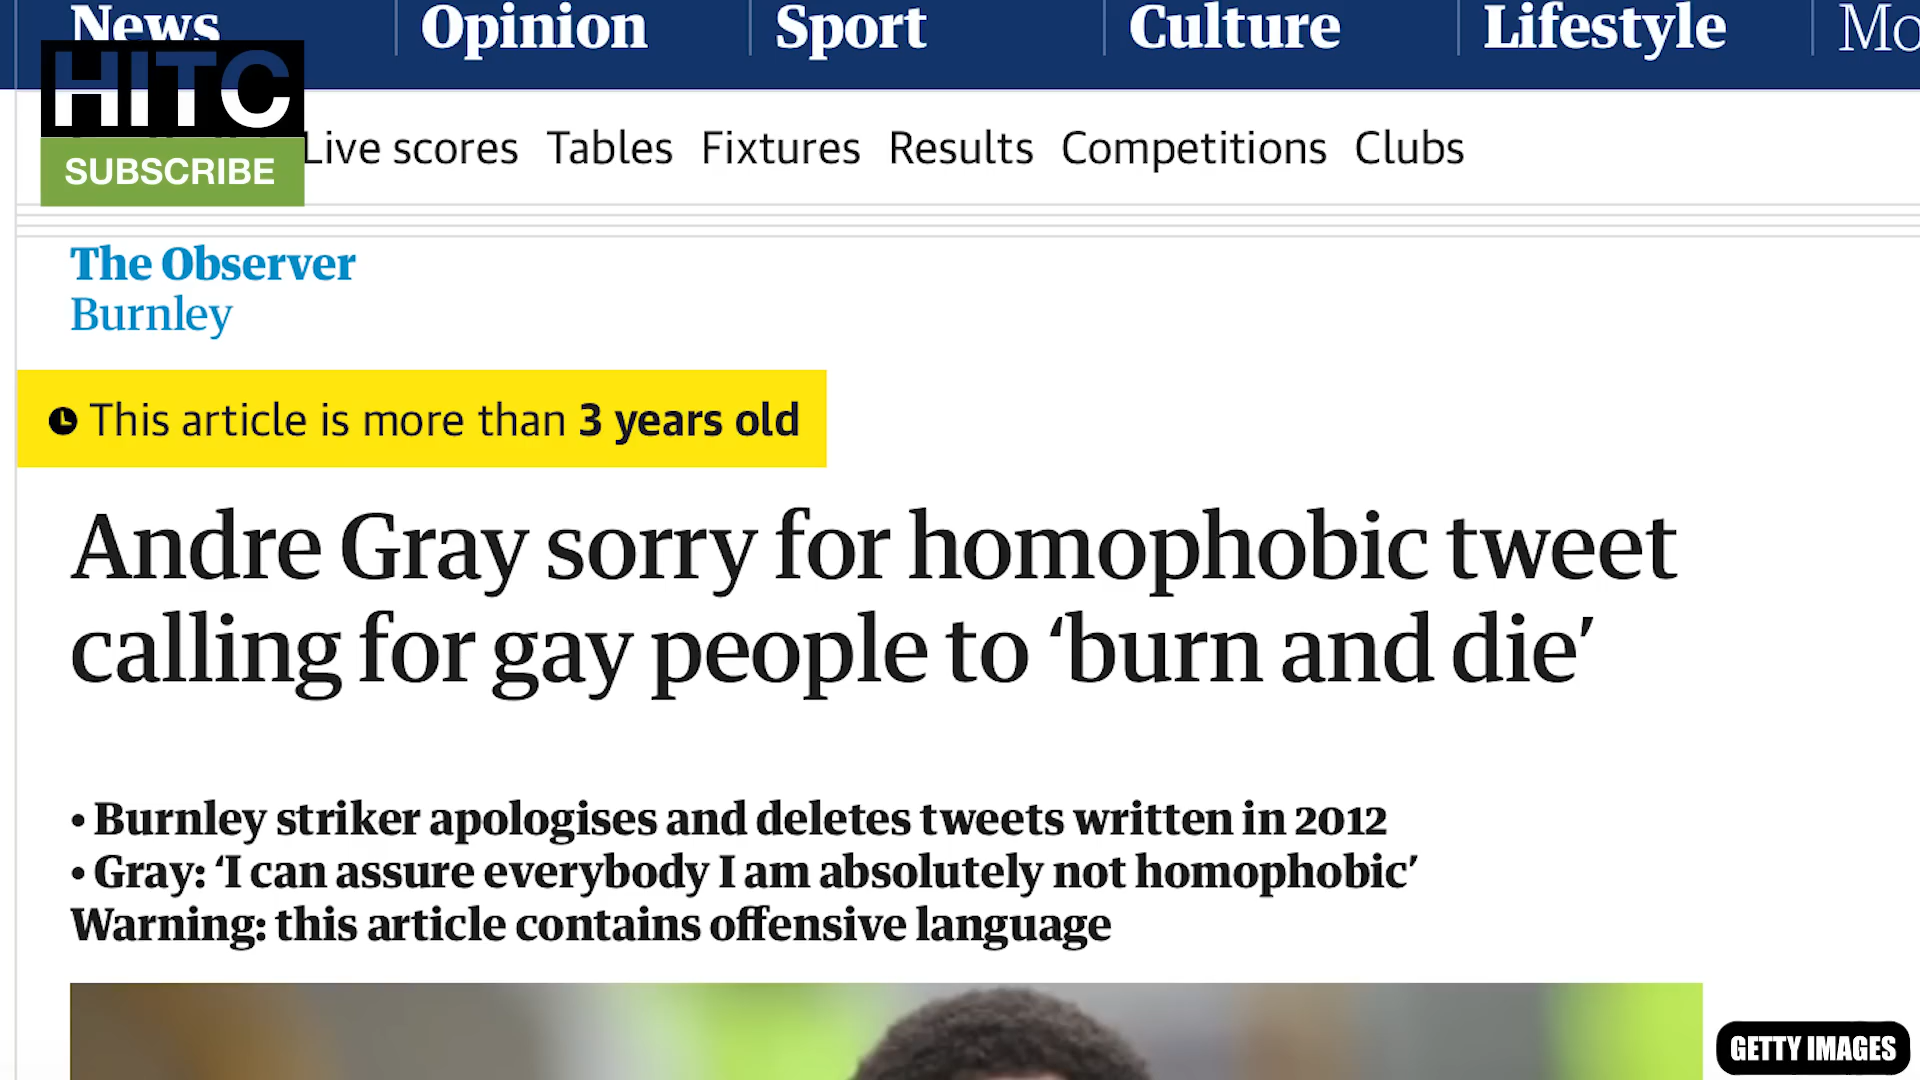 News Opinion Sport Culture Lifestyle
HITC
SUBSCRIBE
Live scores Tables Fixtures Results Competitions Clubs
The Observer
Burnley
This article is more than 3 years old
Andre Gray sorry for homophobic tweet
calling for gay people to ‘burn and die’
• Burnley striker apologises and deletes tweets written in 2012
• Gray: ‘I can assure everybody I am absolutely not homophobic’
Warning: this article contains offensive language
GETTY IMAGES